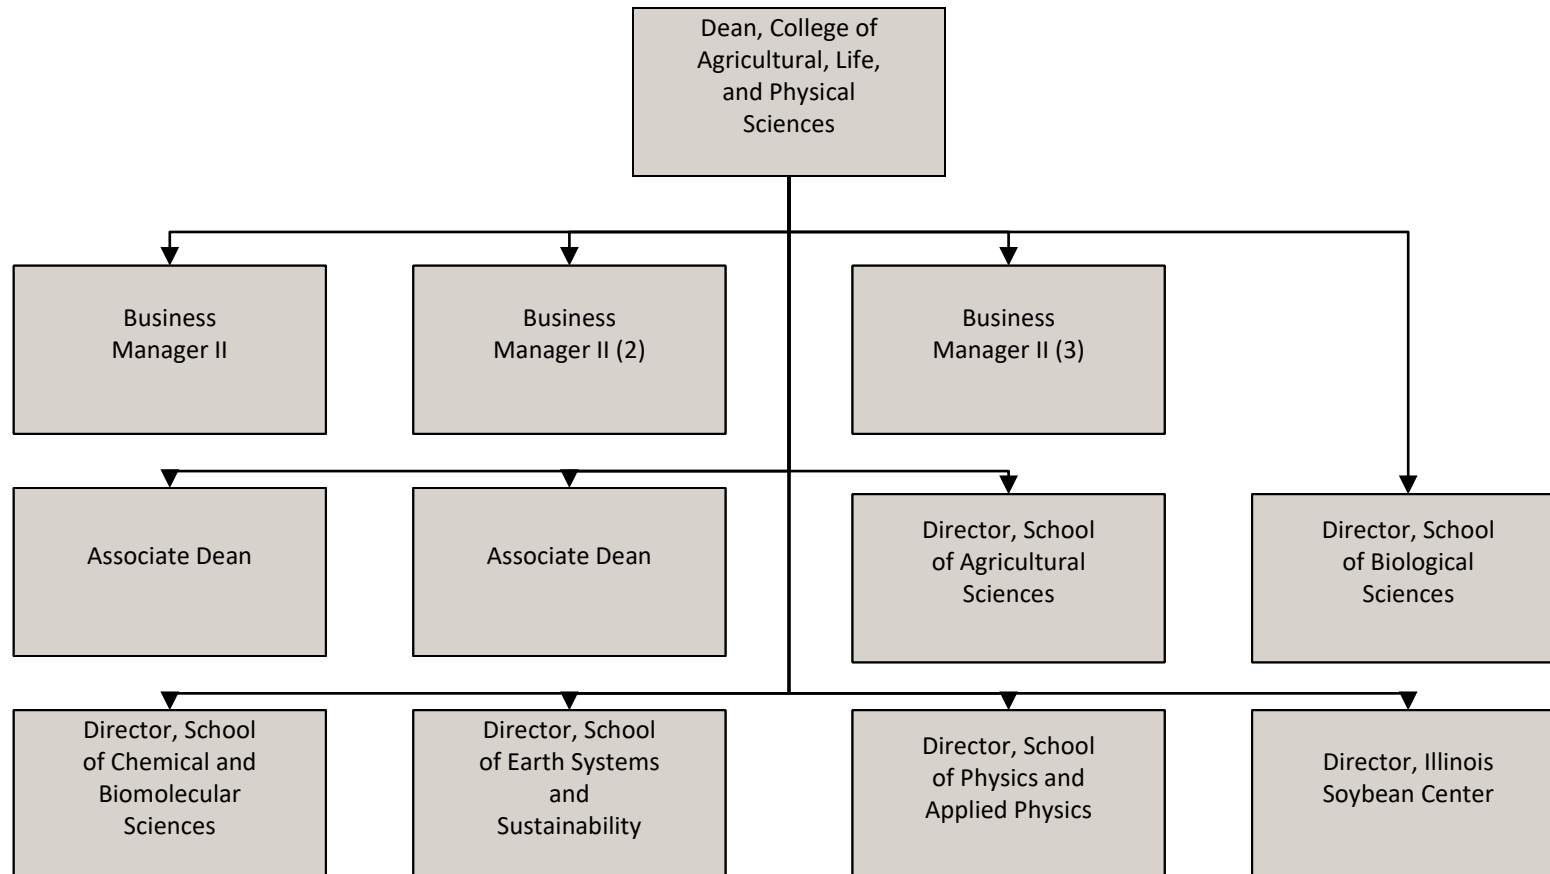 Dean, College of
Agricultural, Life,
and Physical
Sciences
Business
Manager II
Business
Manager II (2)
Business
Manager II (3)
Associate Dean
Associate Dean
Director, School
of Agricultural
Sciences
Director, School
of Biological
Sciences
Director, School
of Chemical and
Biomolecular
Sciences
Director, School
of Earth Systems
and
Sustainability
Director, School
of Physics and
Applied Physics
Director, Illinois
Soybean Center